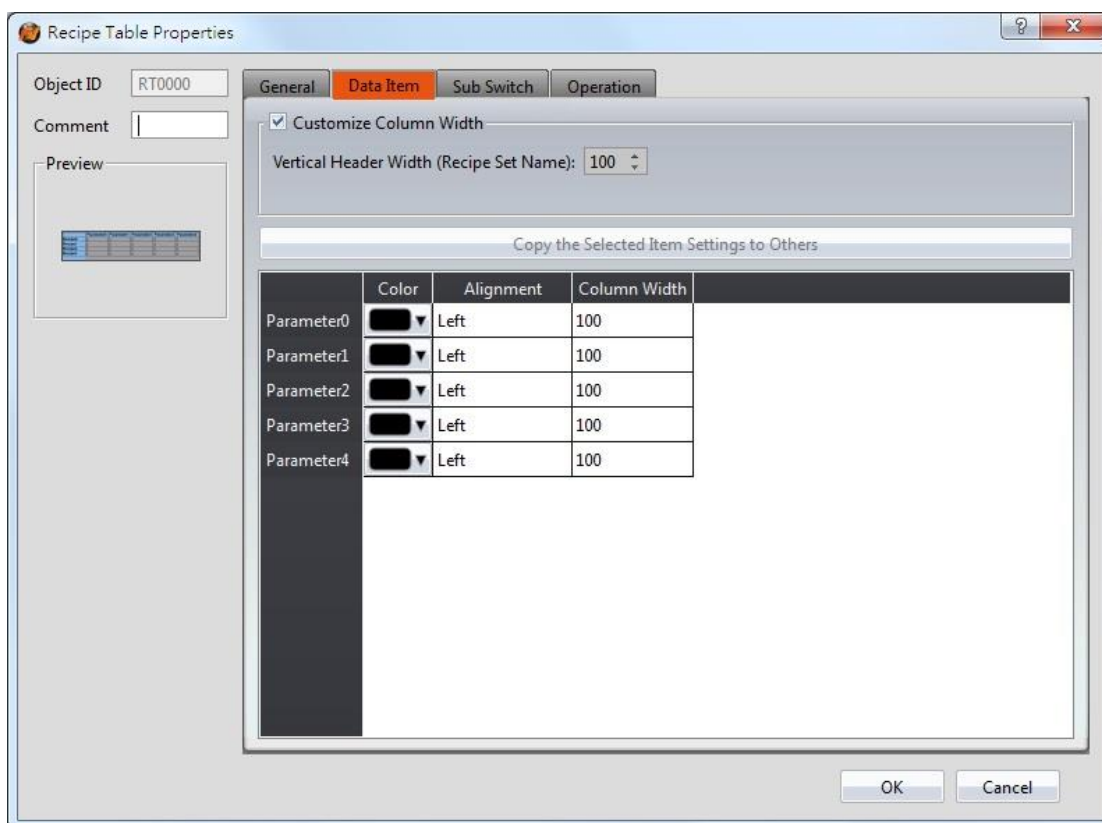 Recipe Table Properties
Object ID RT0000
Comment
Preview
General Data Item Sub Switch Operation
Customize Column Width
Vertical Header Width (Recipe Set Name): 100
Copy the Selected Item Settings to Others
Color Alignment Column Width
Parameter0 Left 100
Parameter1 Left 100
Parameter2 Left 100
Parameter3 Left 100
Parameter4 Left 100
OK Cancel